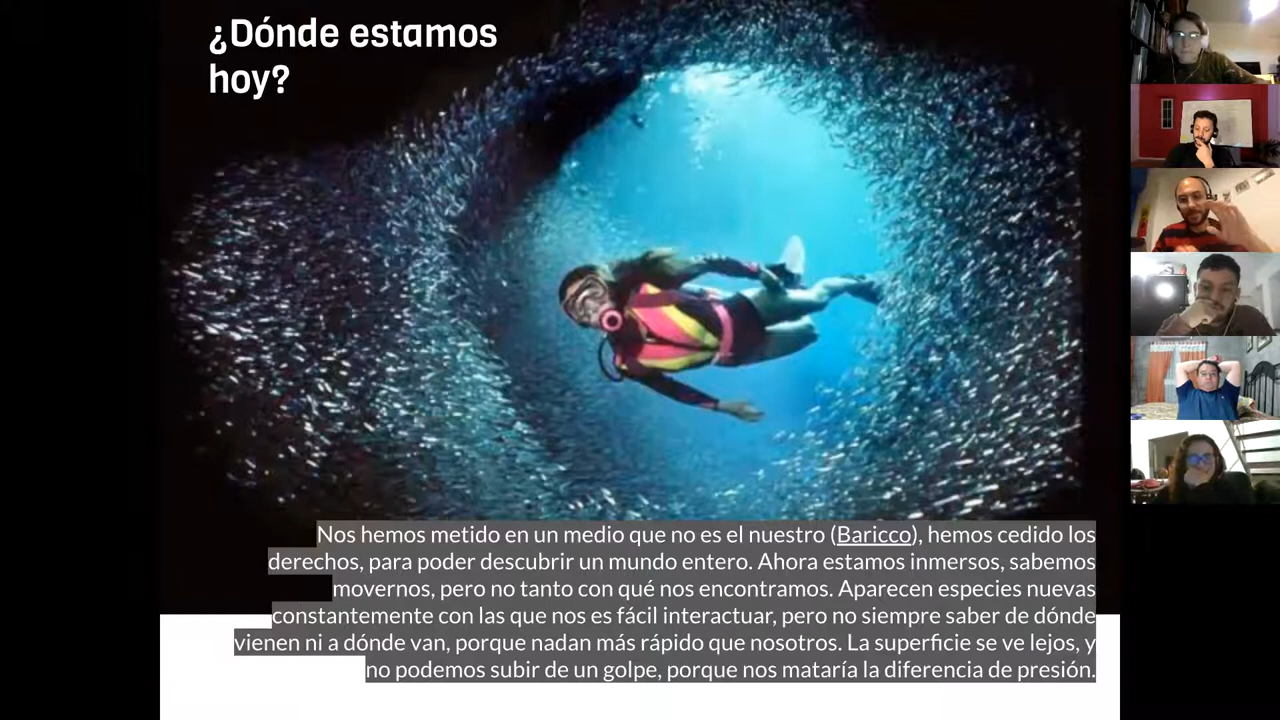 ¿Dónde estamos
hoy?
Nos hemos metido en un medio que no es el nuestro (Baricco), hemos cedido los
derechos, para poder descubrir un mundo entero. Ahora estamos inmersos, sabemos
movernos, pero no tanto con qué nos encontramos. Aparecen especies nuevas
constantemente con las que nos es fácil interactuar, pero no siempre saber de dónde
vienen ni a dónde van, porque nadan más rápido que nosotros. La superficie se ve lejos, y
no podemos subir de un golpe, porque nos mataría la diferencia de presión.